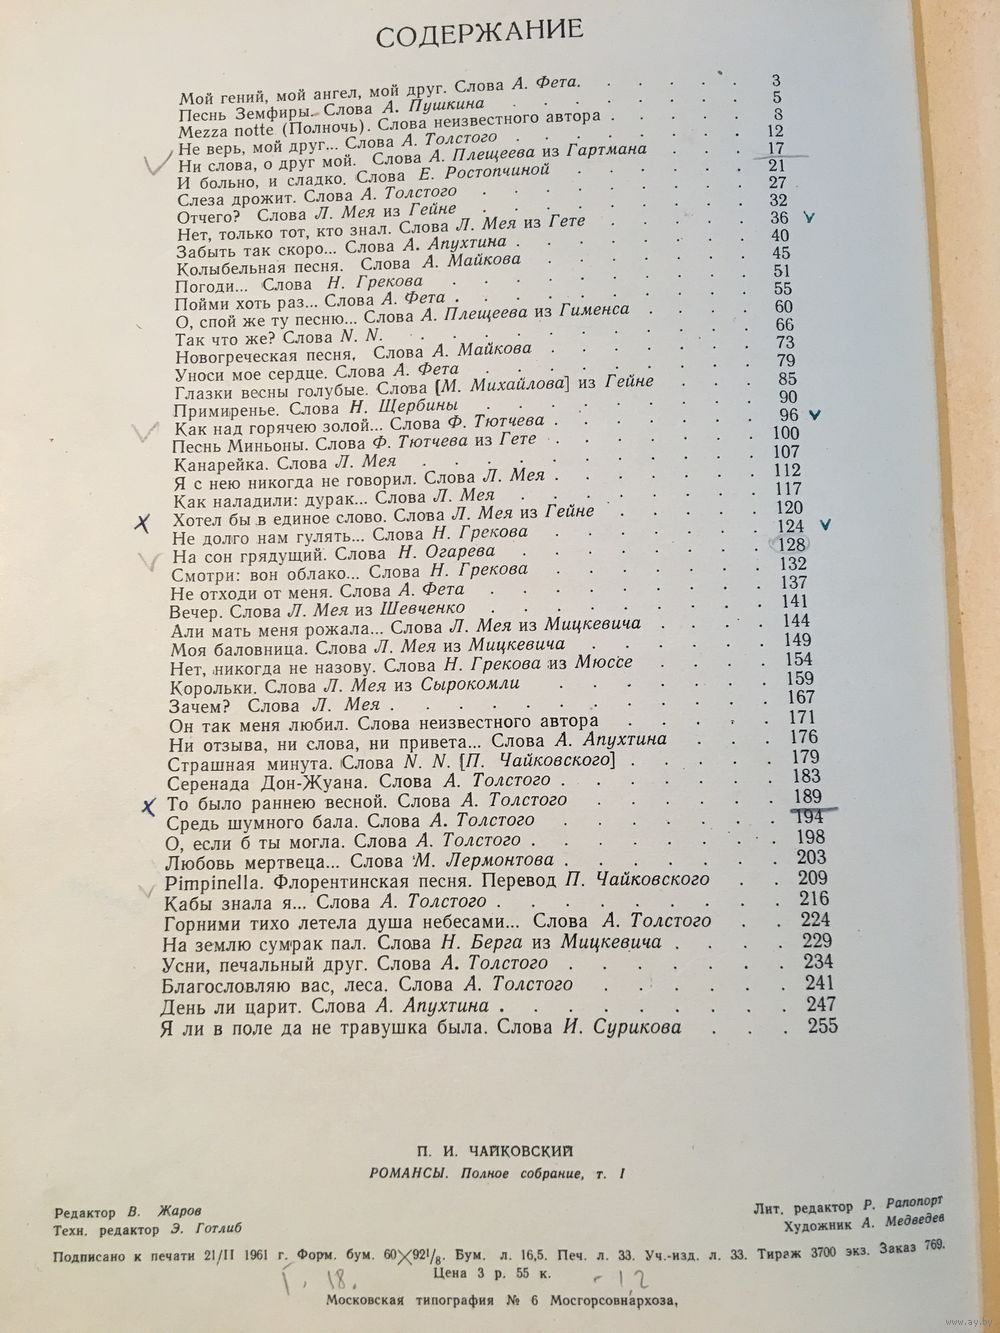 СОДЕРЖАНИЕ
Мой гений, мой ангел, мой друг. Слова А. Фета. . . . . . 3
Песнь Земфиры. Слова А. Пушкина . . . . . . . 5
Mezza notte (Полночь). Слова неизвестного автора . . . . . 8
Не верь, мой друг... Слова А. Толстого . . . . . . . 12
Ни слова, о друг мой. Слова А. Плещеева из Гартмана . . . 17
И больно, и сладко. Слова Е. Ростопчиной . . . . . 21
Слеза дрожит. Слова А. Толстого . . . . . . . 27
Отчего? Слова Л. Мея из Гейне . . . . . . . 32
Нет, только тот, кто знал. Слова Л. Мея из Гете . . . . 36
Забыть так скоро... Слова А. Апухтина . . . . . . . 40
Колыбельная песня. Слова А. Майкова . . . . . 45
Погоди... Слова Н. Грекова . . . . . . . 51
Пойми хоть раз... Слова А. Фета . . . . . . . . 55
О, спой же ту песню... Слова А. Плещеева из Гименса . . . . 60
Так что же? Слова N. N. . . . . . . . . 66
Новогреческая песня, Слова А. Майкова . . . . . 73
Уноси мое сердце. Слова А. Фета . . . . . . . 79
Глазки весны голубые. Слова [М. Михайлова] из Гейне . . . 85
Примиренье. Слова Н. Щербины . . . . . . . 90
Как над горячею золой... Слова Ф. Тютчева . . . . . . 96
Песнь Миньоны. Слова Ф. Тютчева из Гете . . . . . . 100
Канарейка. Слова Л. Мея . . . . . . . . 107
Я с нею никогда не говорил. Слова Л. Мея . . . . . . 112
Как наладили: дурак... Слова Л. Мея . . . . . . 117
Хотел бы в единое слово. Слова Л. Мея из Гейне . . . . . 120
Не долго нам гулять... Слова Н. Грекова . . . . . . 124
На сон грядущий. Слова Н. Огарева . . . . . . . 128
Смотри: вон облако... Слова Н. Грекова . . . . . . 132
Не отходи от меня. Слова А. Фета . . . . . . . 137
Вечер. Слова Л. Мея из Шевченко . . . . . . . 141
Али мать меня рожала... Слова Л. Мея из Мицкевича . . . . 144
Моя баловница. Слова Л. Мея из Мицкевича . . . . . 149
Нет, никогда не назову. Слова Н. Грекова из Мюссе . . . . 154
Корольки. Слова Л. Мея из Сырокомли . . . . . . 159
Зачем? Слова Л. Мея . . . . . . . . . 167
Он так меня любил. Слова неизвестного автора . . . . . 171
Ни отзыва, ни слова, ни привета... Слова А. Апухтина . . . 176
Страшная минута. Слова N. N. [П. Чайковского] . . . . . 179
Серенада Дон-Жуана. Слова А. Толстого . . . . . . . 183
То было раннею весной. Слова А. Толстого . . . . . 189
Средь шумного бала. Слова А. Толстого . . . . . . 194
О, если б ты могла. Слова А. Толстого . . . . . . . 198
Любовь мертвеца... Слова М. Лермонтова . . . . . . 203
Pimpinella. Флорентинская песня. Перевод П. Чайковского . . 209
Кабы знала я... Слова А. Толстого . . . . . . . . 216
Горними тихо летела душа небесами... Слова А. Толстого . . 224
На землю сумрак пал. Слова Н. Берга из Мицкевича . . . . 229
Усни, печальный друг. Слова А. Толстого . . . . . . 234
Благословляю вас, леса. Слова А. Толстого . . . . . 241
День ли царит. Слова А. Апухтина . . . . . . . . 247
Я ли в поле да не травушка была. Слова И. Сурикова . . . 255
П. И. ЧАЙКОВСКИЙ
РОМАНСЫ. Полное собрание, т. I
Редактор В. Жаров
Техн. редактор Э. Готлиб
Лит. редактор Р. Рапопорт
Художник А. Медведев
Подписано к печати 21/II 1961 г. Форм. бум. 60×92 1/8. Бум. л. 16,5. Печ. л. 33. Уч.-изд. л. 33. Тираж 3700 экз. Заказ 769.
Цена 3 р. 55 к.
Московская типография № 6 Мосгорсовнархоза,
www.ay.by